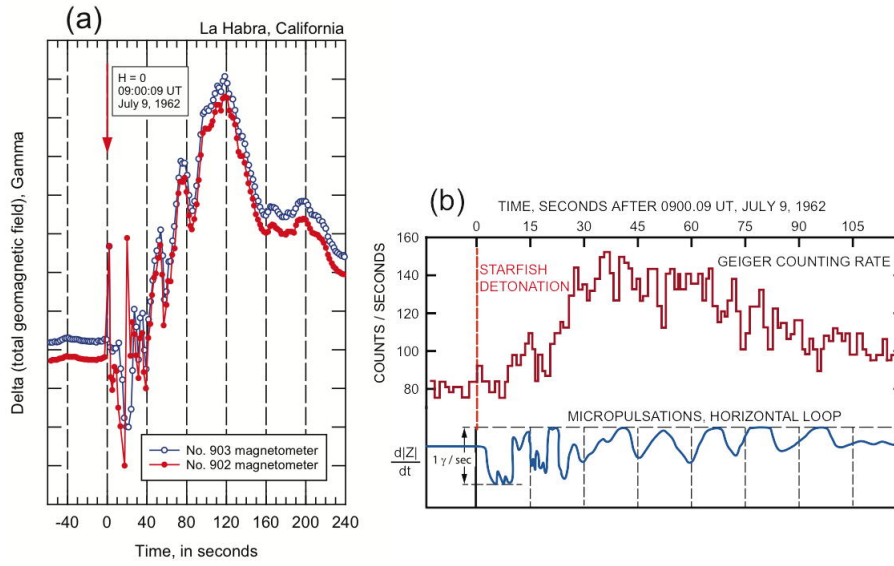 (a)
La Habra, California
H = 0
09:00:09 UT
July 9, 1962
Delta (total geomagnetic field), Gamma
No. 903 magnetometer
No. 902 magnetometer
-40 0 40 80 120 160 200 240
Time, in seconds
(b)
TIME, SECONDS AFTER 0900.09 UT, JULY 9, 1962
0 15 30 45 60 75 90 105
160
140
120
100
80
COUNTS / SECONDS
STARFISH
DETONATION
GEIGER COUNTING RATE
MICROPULSATIONS, HORIZONTAL LOOP
d|Z|
dt
1 γ / sec